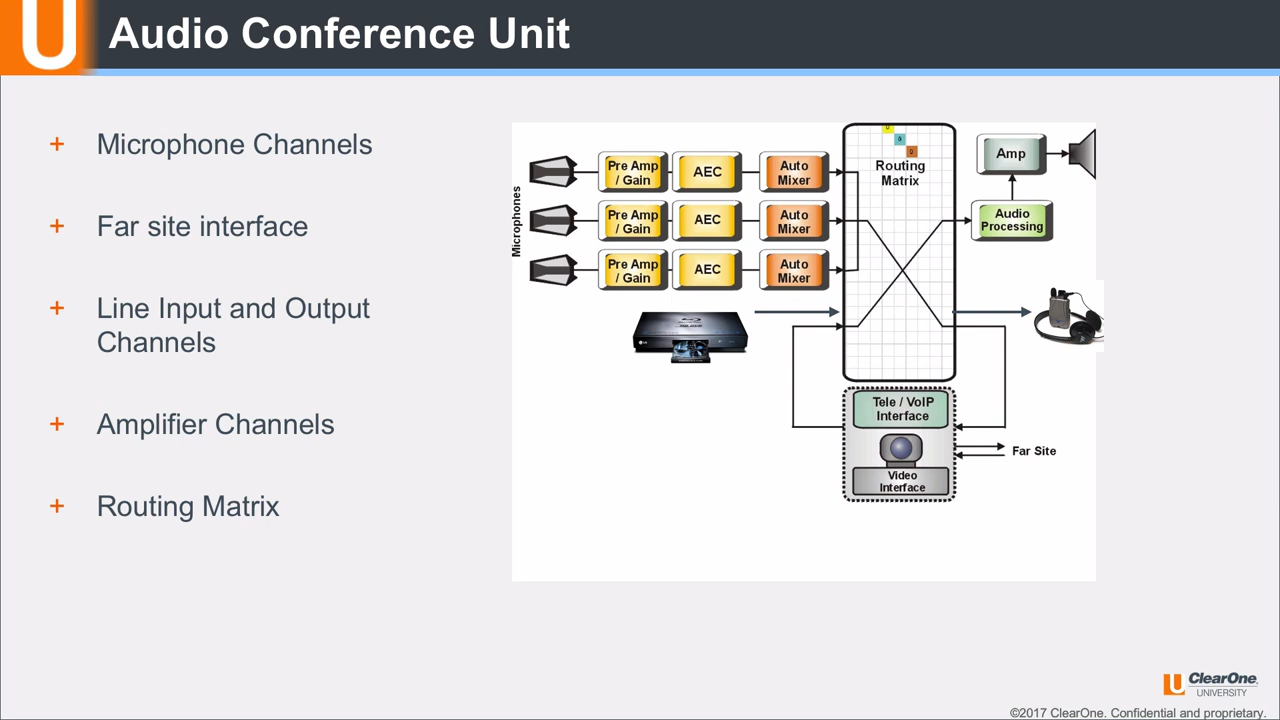 U
Audio Conference Unit
+ Microphone Channels
+ Far site interface
+ Line Input and Output
Channels
+ Amplifier Channels
+ Routing Matrix
Microphones
Pre Amp
/ Gain
AEC
Auto
Mixer
Pre Amp
/ Gain
AEC
Auto
Mixer
Pre Amp
/ Gain
AEC
Auto
Mixer
Routing
Matrix
Amp
Audio
Processing
Tele / VoIP
Interface
Video
Interface
Far Site
U ClearOne.
UNIVERSITY
©2017 ClearOne. Confidential and proprietary.